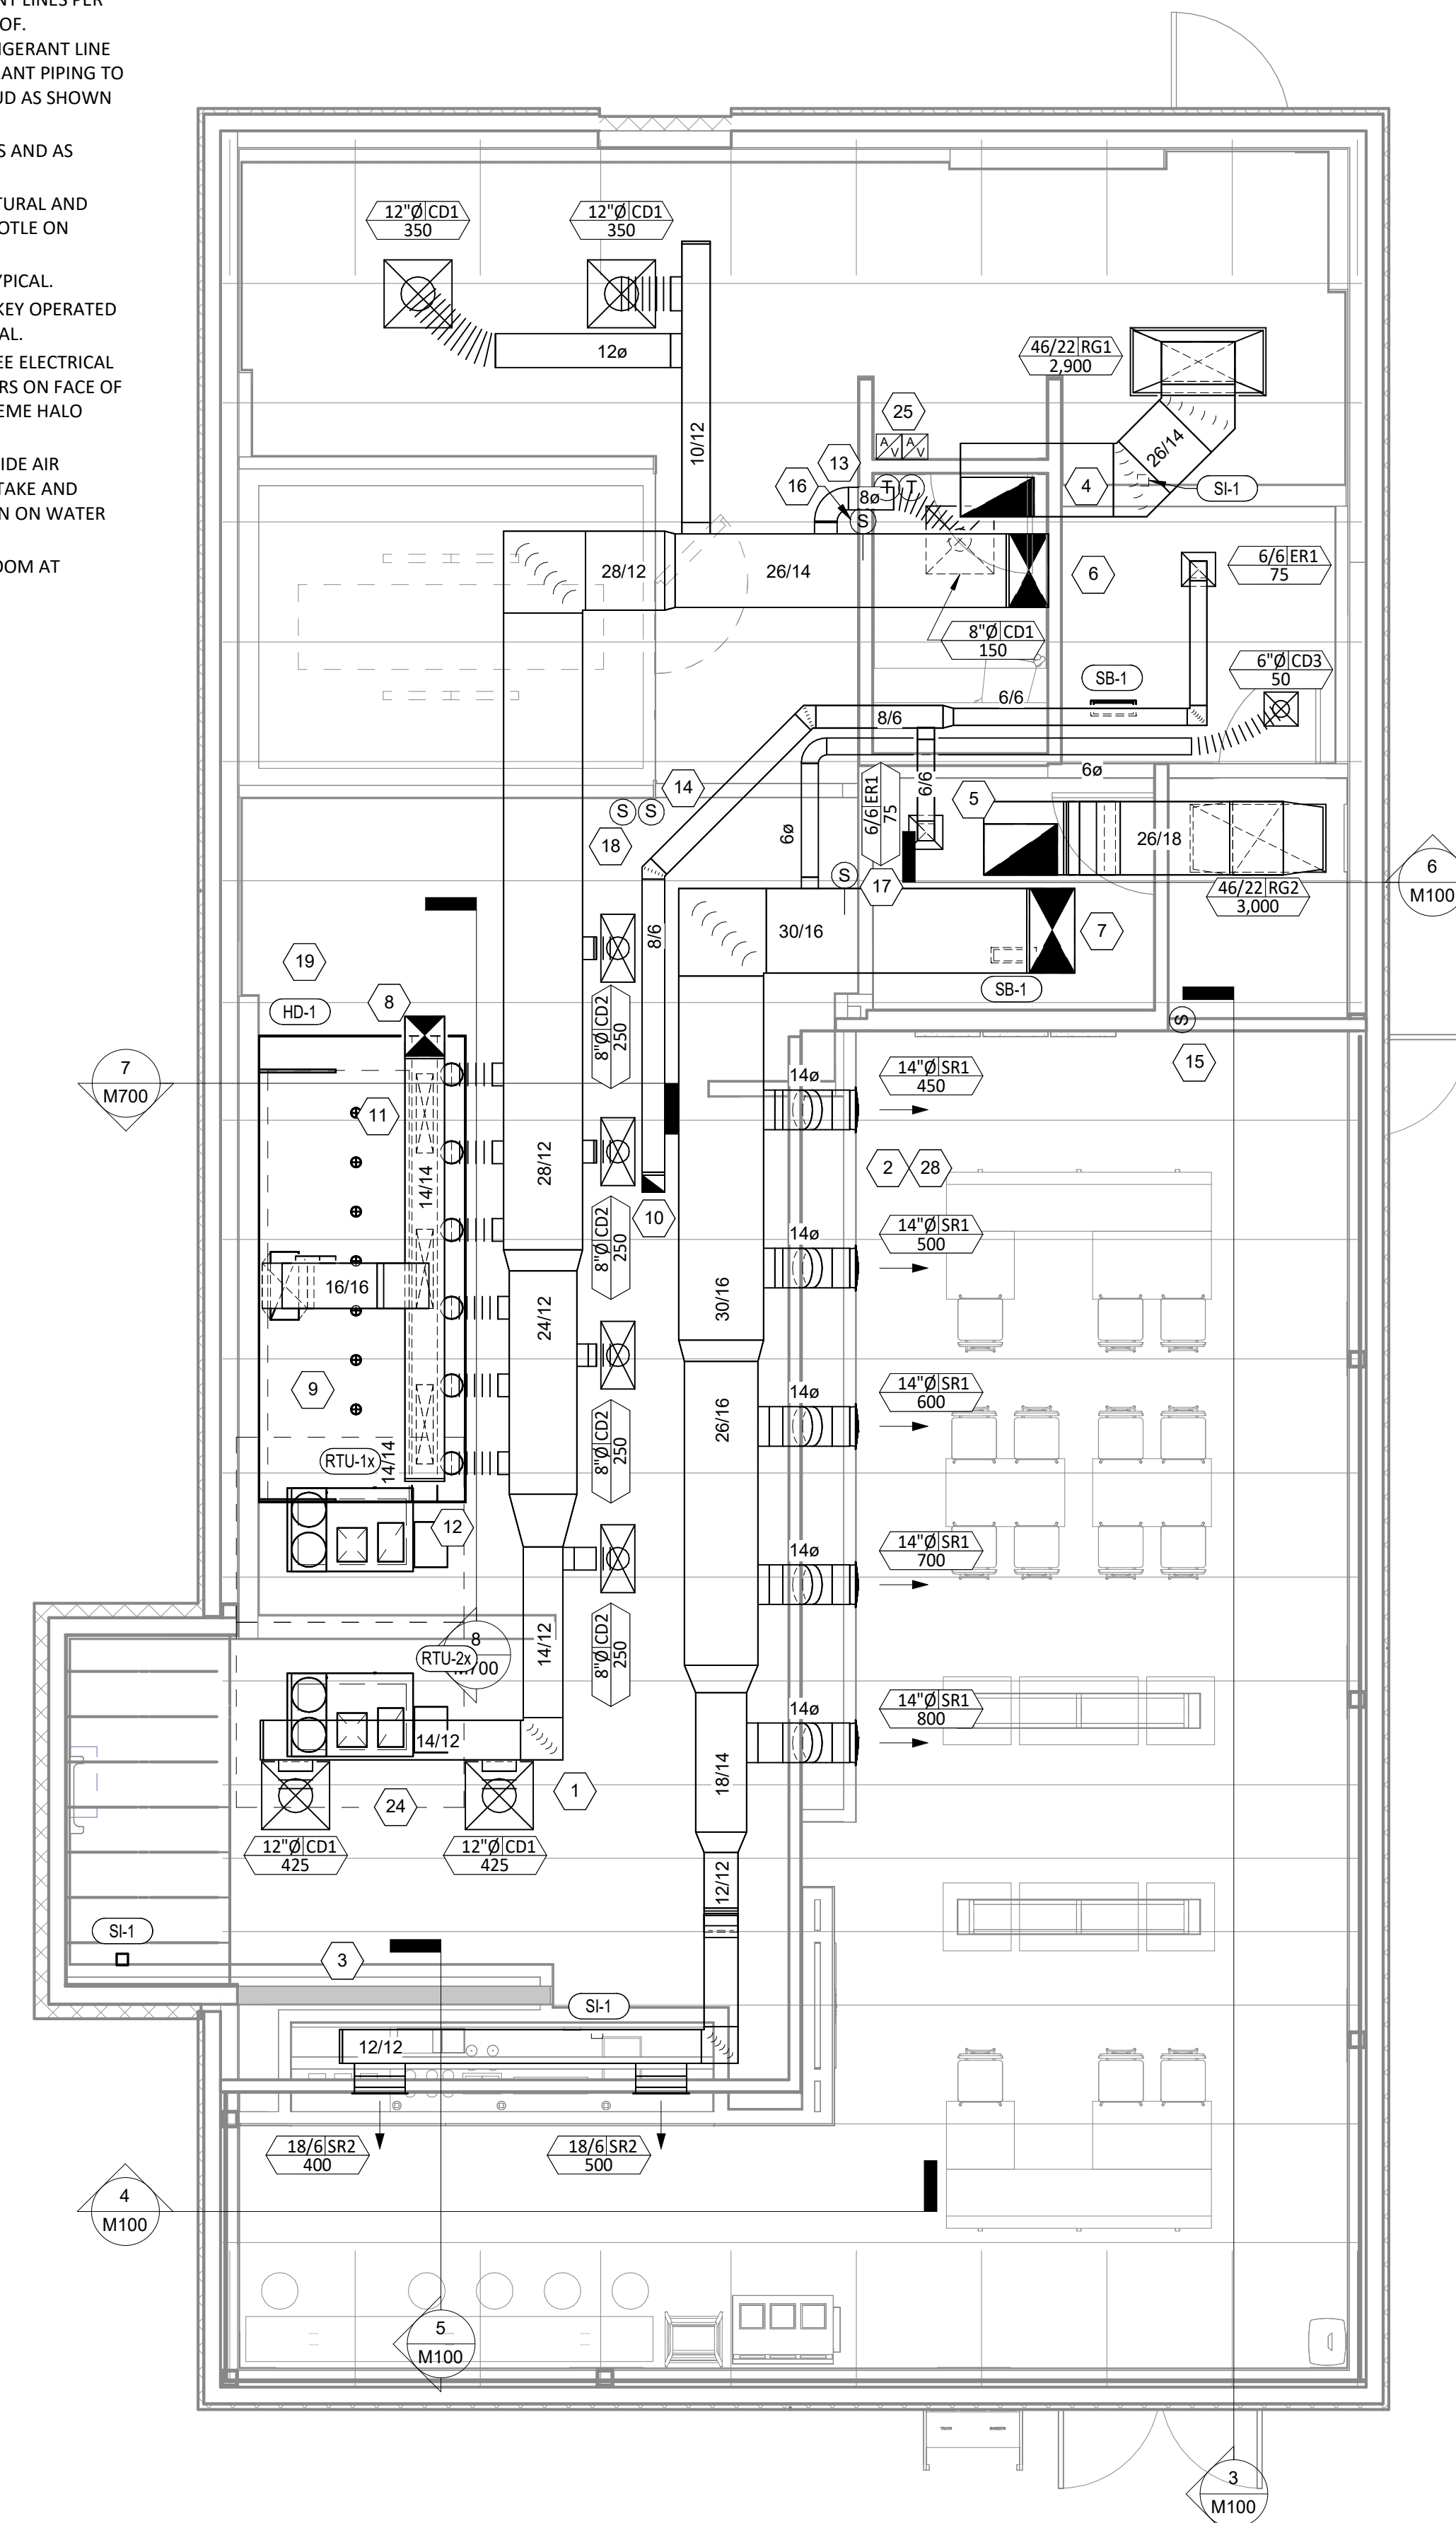 NT LINES PER
OF.
IGERANT LINE
ANT PIPING TO
UD AS SHOWN
S AND AS
TURAL AND
OTLE ON
YPICAL.
KEY OPERATED
AL.
EE ELECTRICAL
RS ON FACE OF
EME HALO
IDE AIR
TAKE AND
N ON WATER
OOM AT
12"Ø CD1
350
12"Ø CD1
350
12ø
10/12
46/22 RG1
2,900
26/14
25
A/V A/V
13
16
8ø
T T
S
4
SI-1
28/12
26/14
6
6/6 ER1
75
8"Ø CD1
150
SB-1
6"Ø CD3
50
6/6
8/6
6ø
6/6
14
S S
6/6 ER1
75
5
18
6ø
26/18
46/22 RG2
3,000
6
M100
S
17
8/6
30/16
7
19
8
HD-1
SB-1
8"Ø CD2
250
S
15
7
M700
11
14ø
14"Ø SR1
450
14/14
28/12
2
28
10
8"Ø CD2
250
14ø
14"Ø SR1
500
16/16
24/12
30/16
9
14ø
14"Ø SR1
600
26/16
8"Ø CD2
250
RTU-1x
14/14
12
14ø
14"Ø SR1
700
8
M700
RTU-2x
14/12
8"Ø CD2
250
14ø
14"Ø SR1
800
14/12
18/14
1
24
12"Ø CD1
425
12"Ø CD1
425
12/12
SI-1
3
SI-1
12/12
18/6 SR2
400
18/6 SR2
500
4
M100
5
M100
3
M100